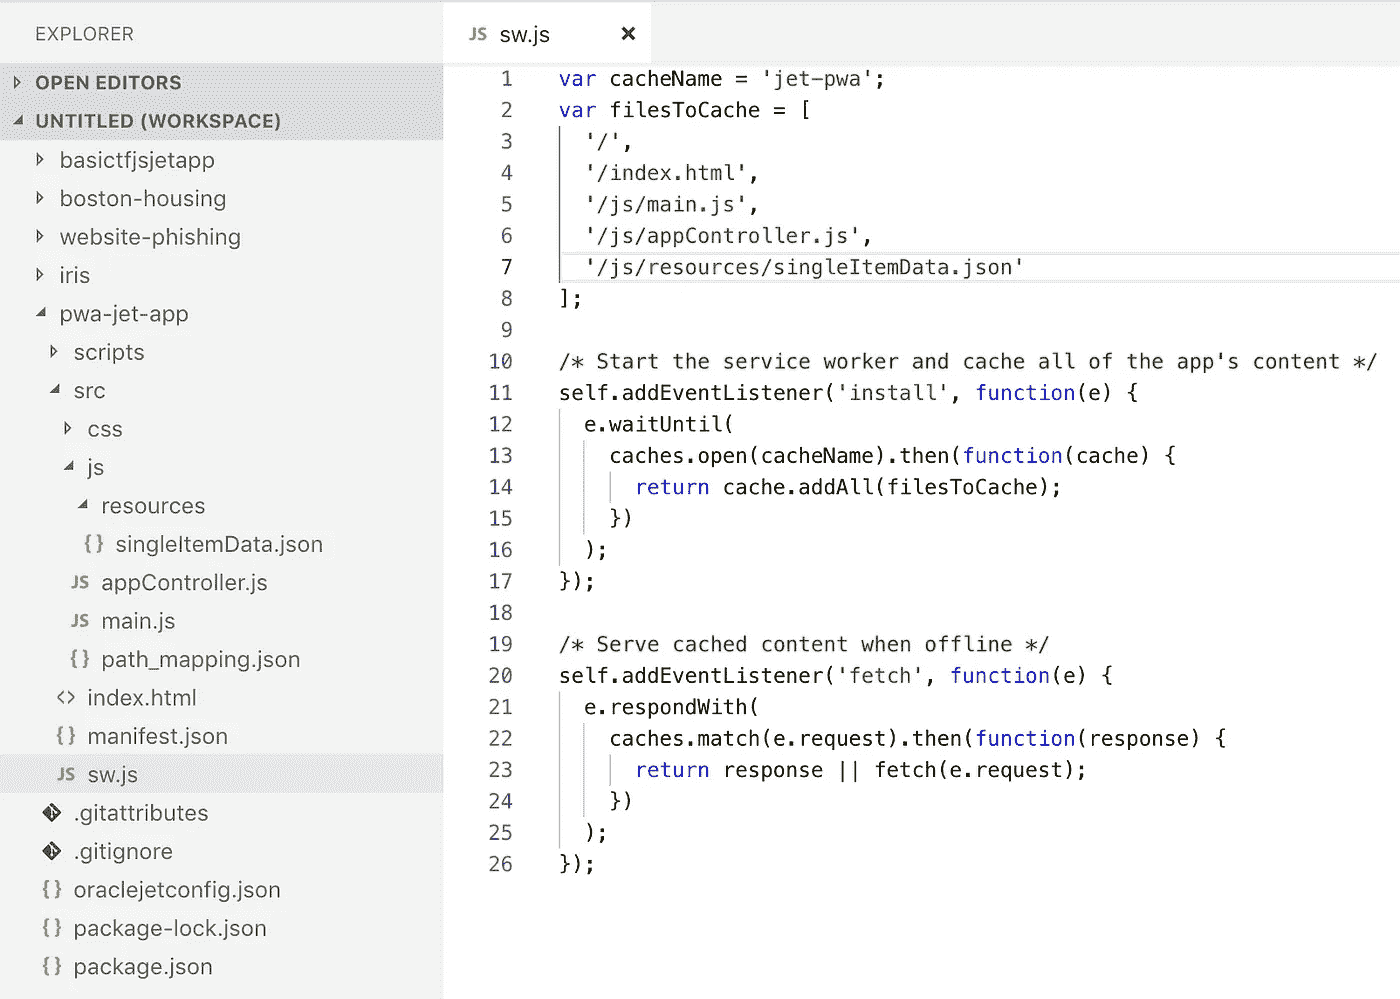 EXPLORER
OPEN EDITORS
UNTITLED (WORKSPACE)
basictfjsjetapp
boston-housing
website-phishing
iris
pwa-jet-app
scripts
src
css
js
resources
{ } singleItemData.json
JS appController.js
JS main.js
{ } path_mapping.json
<> index.html
{ } manifest.json
JS sw.js
.gitattributes
.gitignore
{ } oraclejetconfig.json
{ } package-lock.json
{ } package.json
JS sw.js ×
1 var cacheName = 'jet-pwa';
2 var filesToCache = [
3   '/',
4   '/index.html',
5   '/js/main.js',
6   '/js/appController.js',
7   '/js/resources/singleItemData.json'
8 ];
9
10 /* Start the service worker and cache all of the app's content */
11 self.addEventListener('install', function(e) {
12   e.waitUntil(
13     caches.open(cacheName).then(function(cache) {
14       return cache.addAll(filesToCache);
15     })
16   );
17 });
18
19 /* Serve cached content when offline */
20 self.addEventListener('fetch', function(e) {
21   e.respondWith(
22     caches.match(e.request).then(function(response) {
23       return response || fetch(e.request);
24     })
25   );
26 });